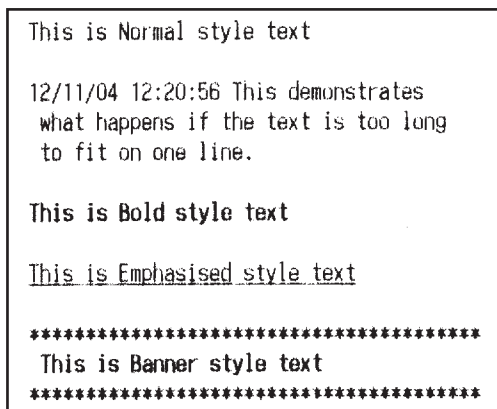 This is Normal style text
12/11/04 12:20:56 This demonstrates
what happens if the text is too long
to fit on one line.
This is Bold style text
This is Emphasised style text
****************************************
This is Banner style text
****************************************